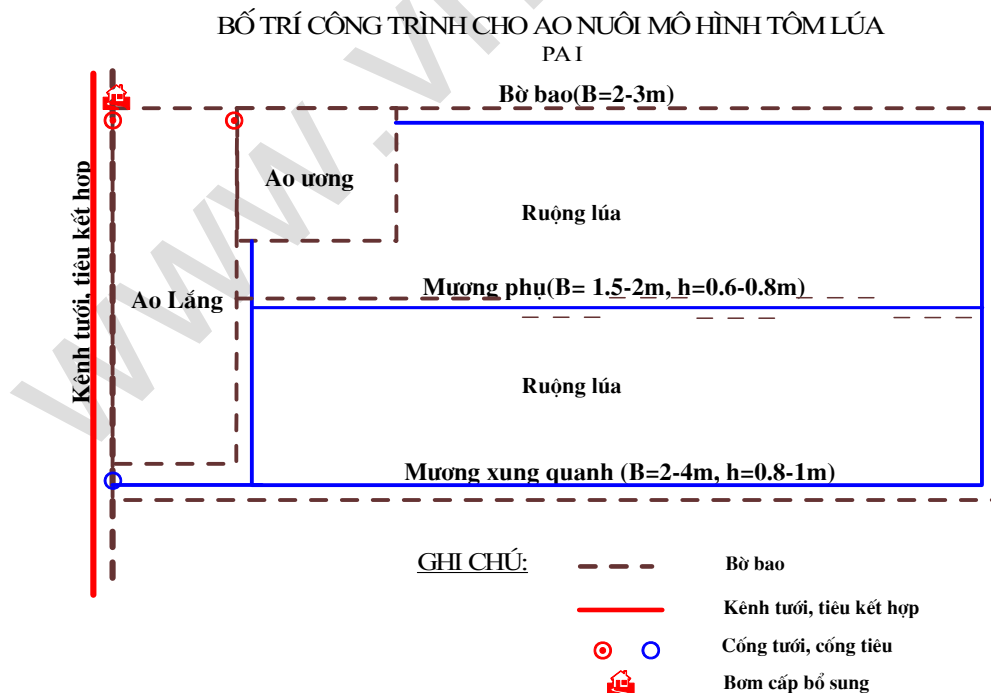 BỐ TRÍ CÔNG TRÌNH CHO AO NUÔI MÔ HÌNH TÔM LÚA
PA I
Bờ bao(B=2-3m)
Kênh tưới, tiêu kết hợp
Ao ương
Ruộng lúa
Ao Lắng
Mương phụ(B= 1.5-2m, h=0.6-0.8m)
Ruộng lúa
Mương xung quanh (B=2-4m, h=0.8-1m)
GHI CHÚ:
Bờ bao
Kênh tưới, tiêu kết hợp
Cống tưới, cống tiêu
Bơm cấp bổ sung
www.vn